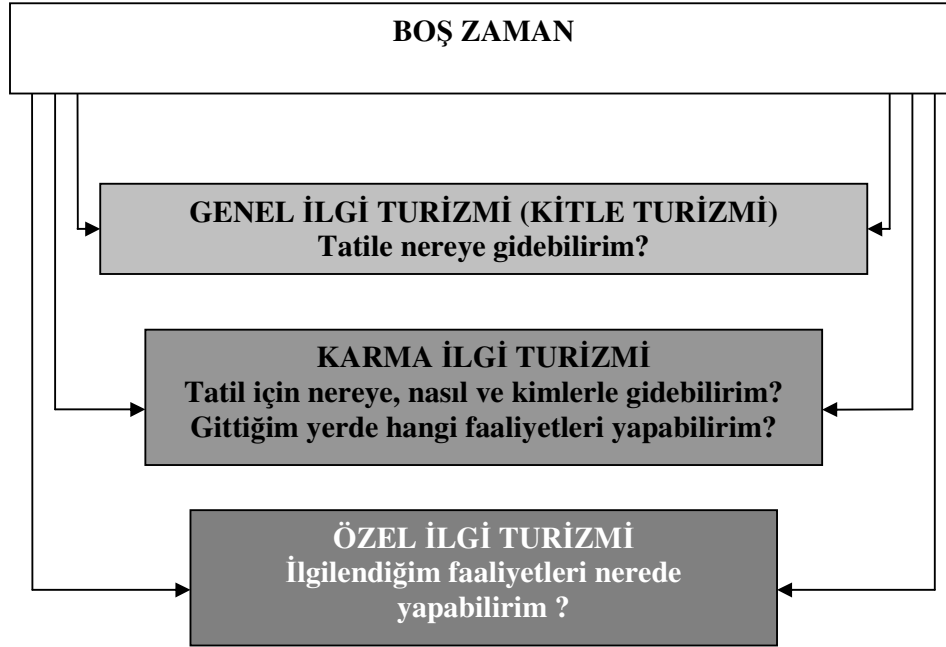 BOŞ ZAMAN
GENEL İLGİ TURİZMİ (KİTLE TURİZMİ)
Tatile nereye gidebilirim?
KARMA İLGİ TURİZMİ
Tatil için nereye, nasıl ve kimlerle gidebilirim?
Gittiğim yerde hangi faaliyetleri yapabilirim?
ÖZEL İLGİ TURİZMİ
İlgilendiğim faaliyetleri nerede
yapabilirim ?